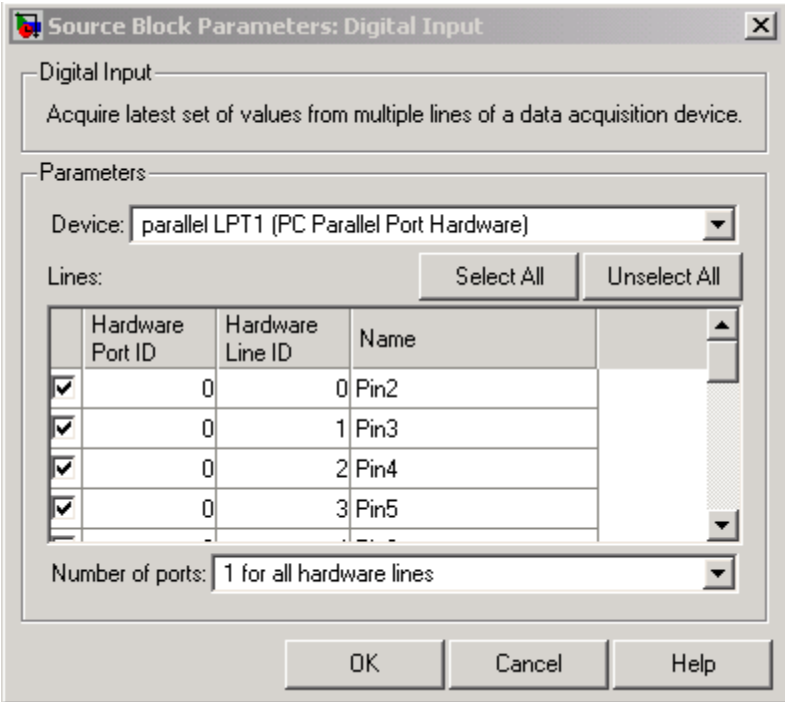 Source Block Parameters: Digital Input
Digital Input
Acquire latest set of values from multiple lines of a data acquisition device.
Parameters
Device: parallel LPT1 (PC Parallel Port Hardware)
Lines: Select All Unselect All
Hardware Port ID Hardware Line ID Name
0 0 Pin2
0 1 Pin3
0 2 Pin4
0 3 Pin5
Number of ports: 1 for all hardware lines
OK Cancel Help